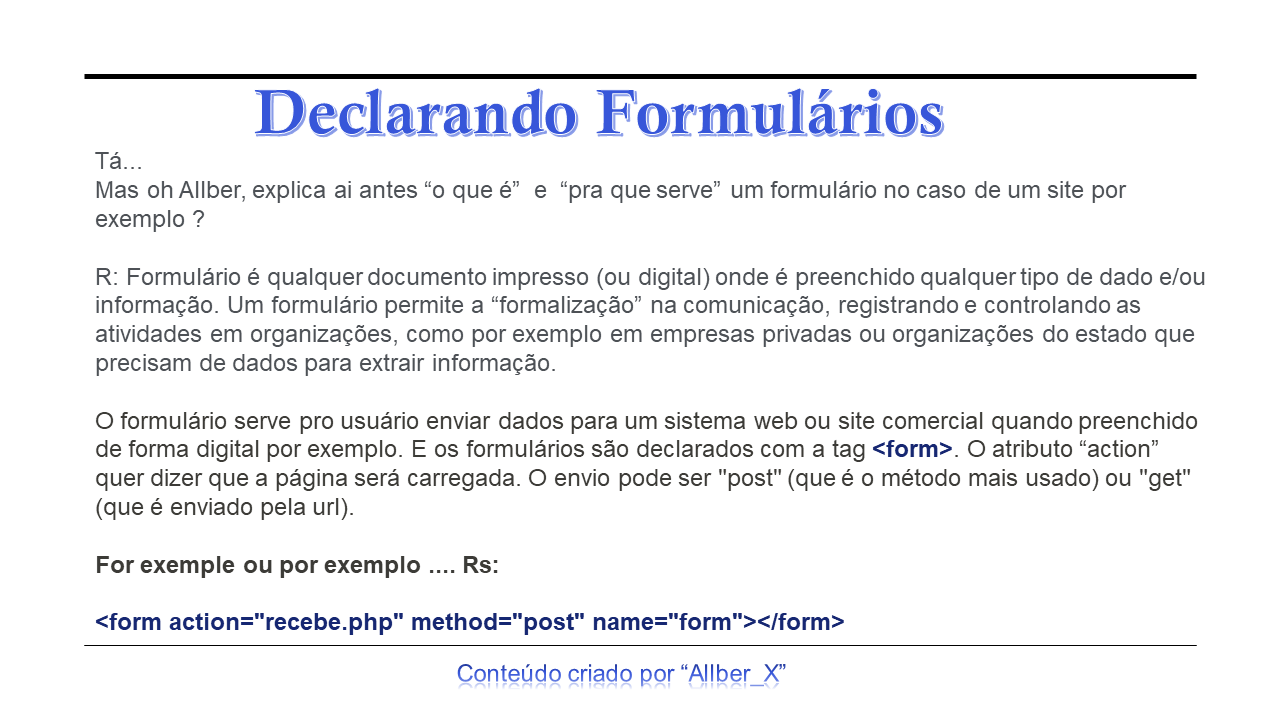 Declarando Formulários
Tá...
Mas oh Allber, explica ai antes “o que é”  e  “pra que serve” um formulário no caso de um site por
exemplo ?
R: Formulário é qualquer documento impresso (ou digital) onde é preenchido qualquer tipo de dado e/ou
informação. Um formulário permite a “formalização” na comunicação, registrando e controlando as
atividades em organizações, como por exemplo em empresas privadas ou organizações do estado que
precisam de dados para extrair informação.
O formulário serve pro usuário enviar dados para um sistema web ou site comercial quando preenchido
de forma digital por exemplo. E os formulários são declarados com a tag <form>. O atributo “action”
quer dizer que a página será carregada. O envio pode ser "post" (que é o método mais usado) ou "get"
(que é enviado pela url).
For exemple ou por exemplo .... Rs:
<form action="recebe.php" method="post" name="form"></form>
Conteúdo criado por “Allber_X”